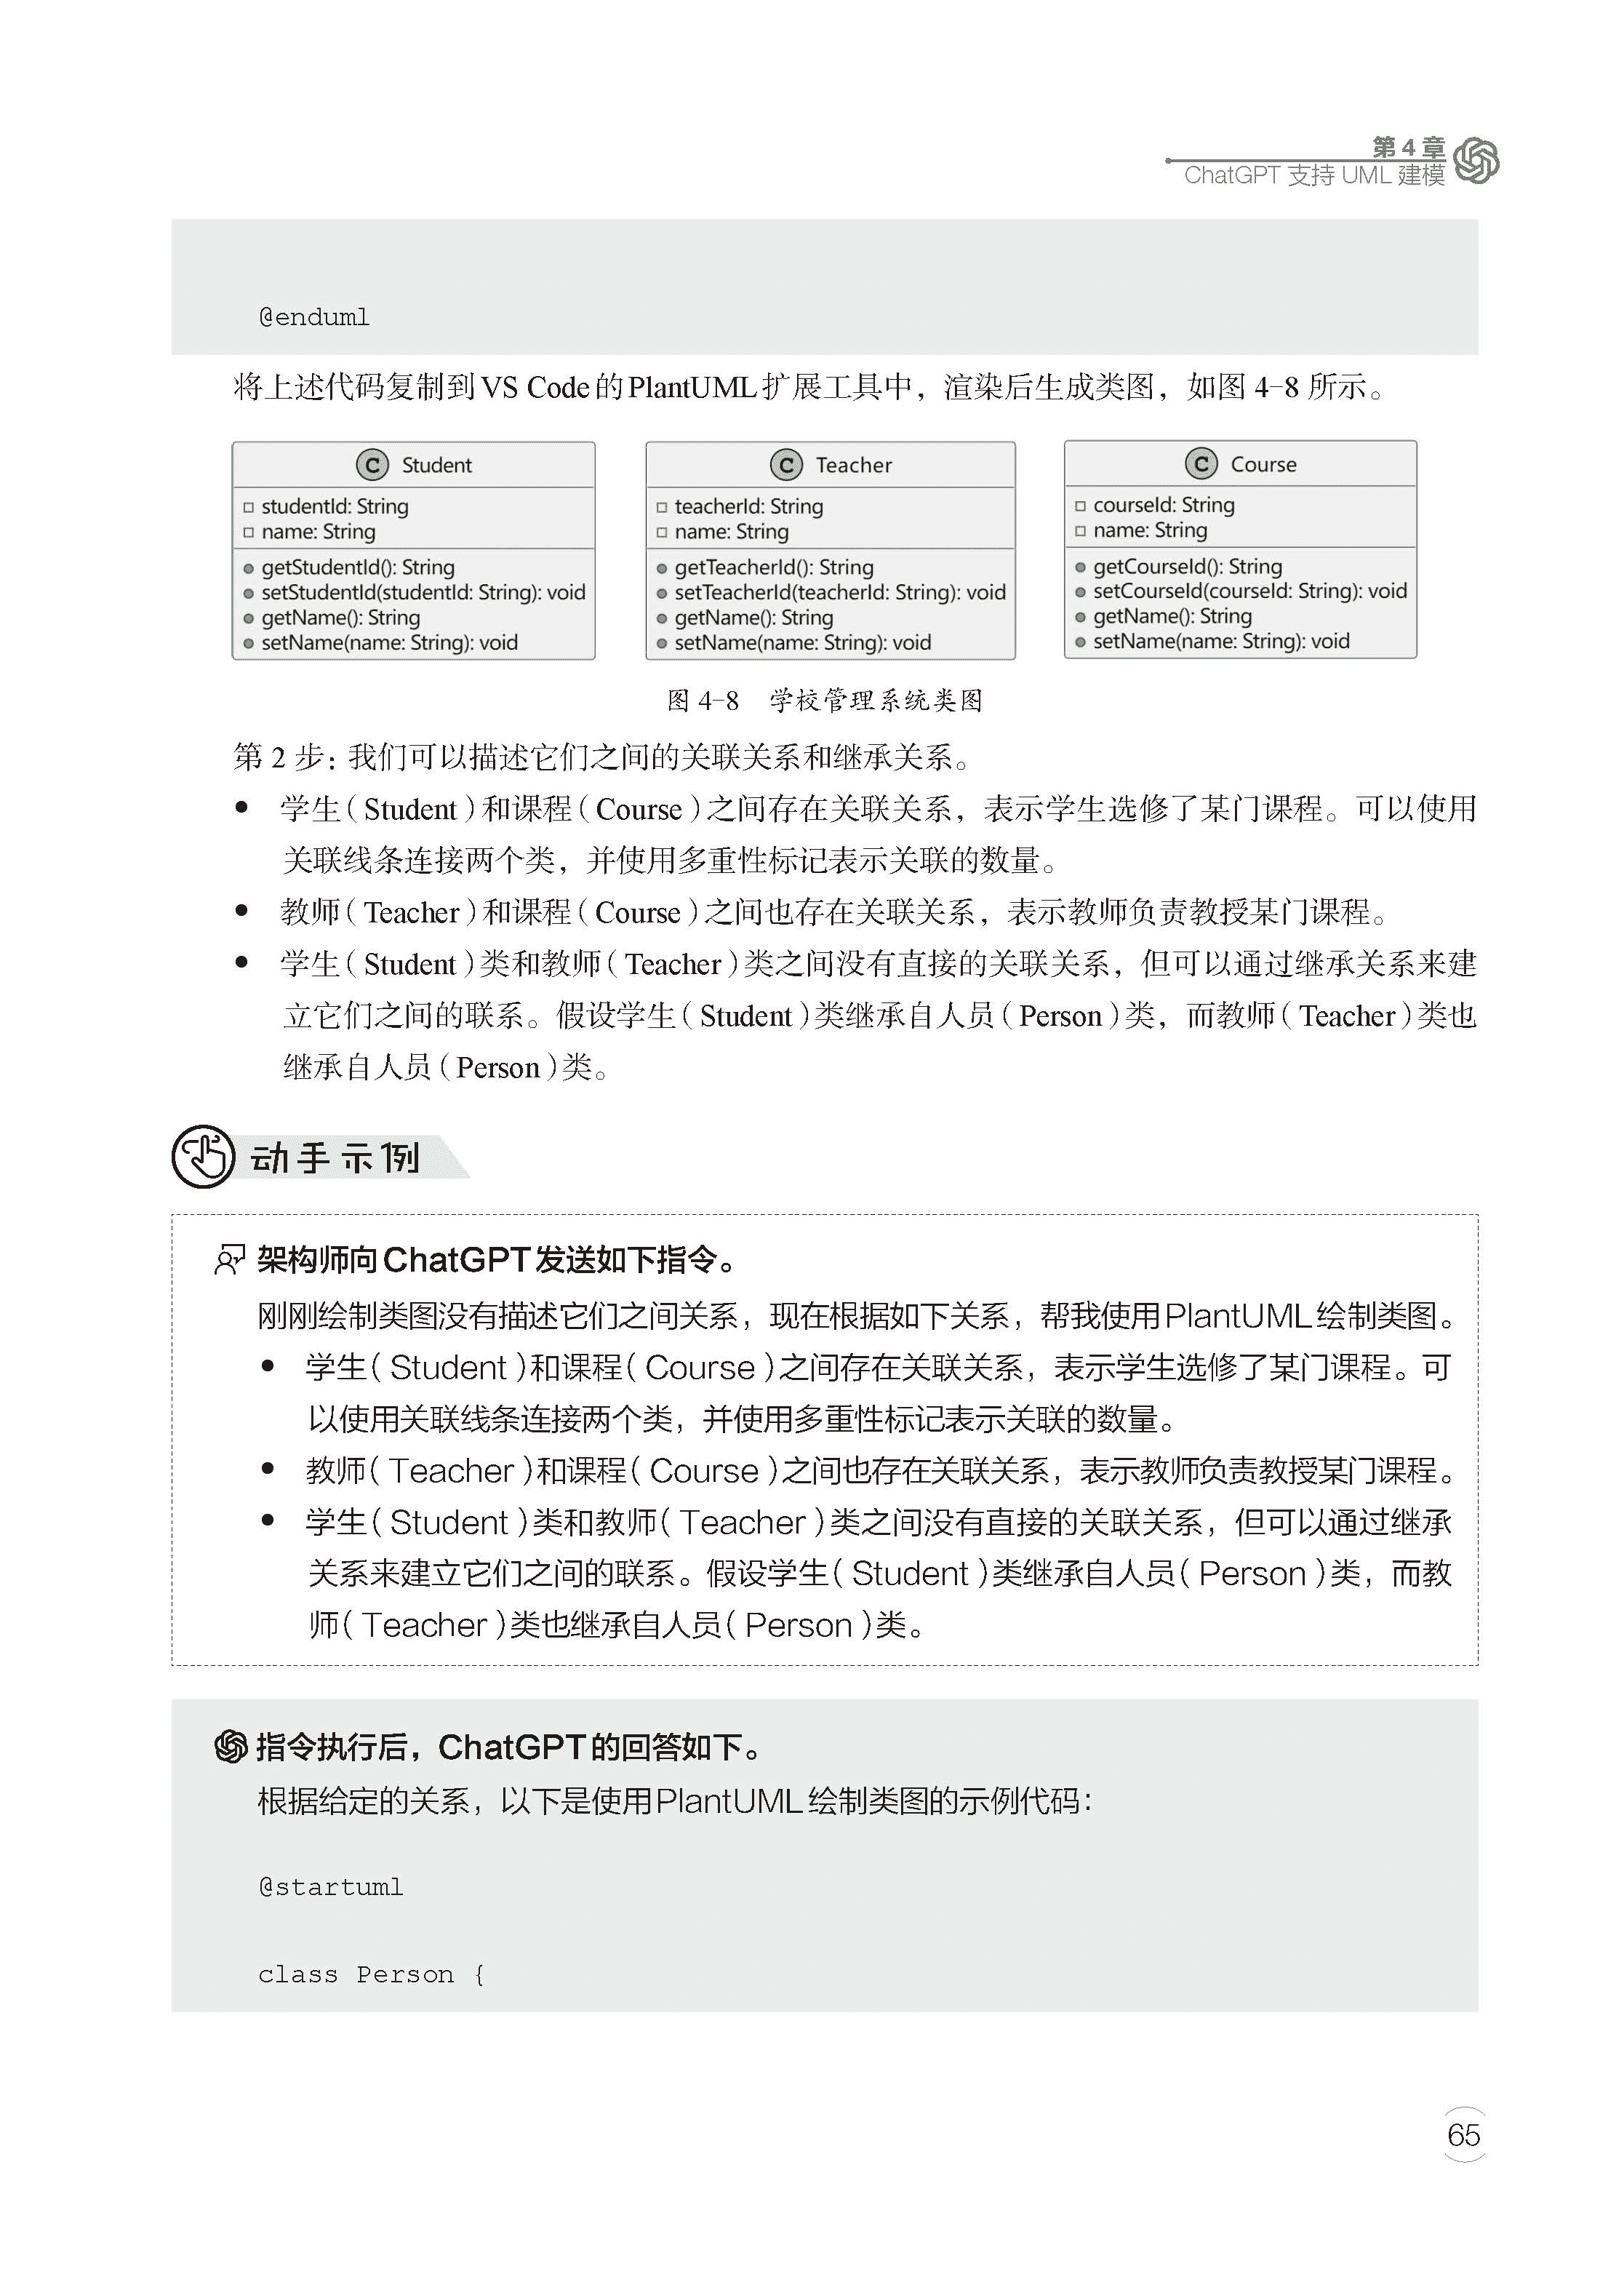 第4章
ChatGPT 支持 UML 建模
@enduml
将上述代码复制到VS Code的PlantUML扩展工具中，渲染后生成类图，如图 4-8 所示。
C Student
studentId: String
name: String
getStudentId(): String
setStudentId(studentId: String): void
getName(): String
setName(name: String): void
C Teacher
teacherId: String
name: String
getTeacherId(): String
setTeacherId(teacherId: String): void
getName(): String
setName(name: String): void
C Course
courseId: String
name: String
getCourseId(): String
setCourseId(courseId: String): void
getName(): String
setName(name: String): void
图 4-8 学校管理系统类图
第 2 步：我们可以描述它们之间的关联关系和继承关系。
● 学生（Student）和课程（Course）之间存在关联关系，表示学生选修了某门课程。可以使用
关联线条连接两个类，并使用多重性标记表示关联的数量。
● 教师（Teacher）和课程（Course）之间也存在关联关系，表示教师负责教授某门课程。
● 学生（Student）类和教师（Teacher）类之间没有直接的关联关系，但可以通过继承关系来建
立它们之间的联系。假设学生（Student）类继承自人员（Person）类，而教师（Teacher）类也
继承自人员（Person）类。
动手示例
架构师向ChatGPT发送如下指令。
刚刚绘制类图没有描述它们之间关系，现在根据如下关系，帮我使用PlantUML绘制类图。
● 学生（Student）和课程（Course）之间存在关联关系，表示学生选修了某门课程。可
以使用关联线条连接两个类，并使用多重性标记表示关联的数量。
● 教师（Teacher）和课程（Course）之间也存在关联关系，表示教师负责教授某门课程。
● 学生（Student）类和教师（Teacher）类之间没有直接的关联关系，但可以通过继承
关系来建立它们之间的联系。假设学生（Student）类继承自人员（Person）类，而教
师（Teacher）类也继承自人员（Person）类。
指令执行后，ChatGPT的回答如下。
根据给定的关系，以下是使用PlantUML绘制类图的示例代码：
@startuml
class Person {
65